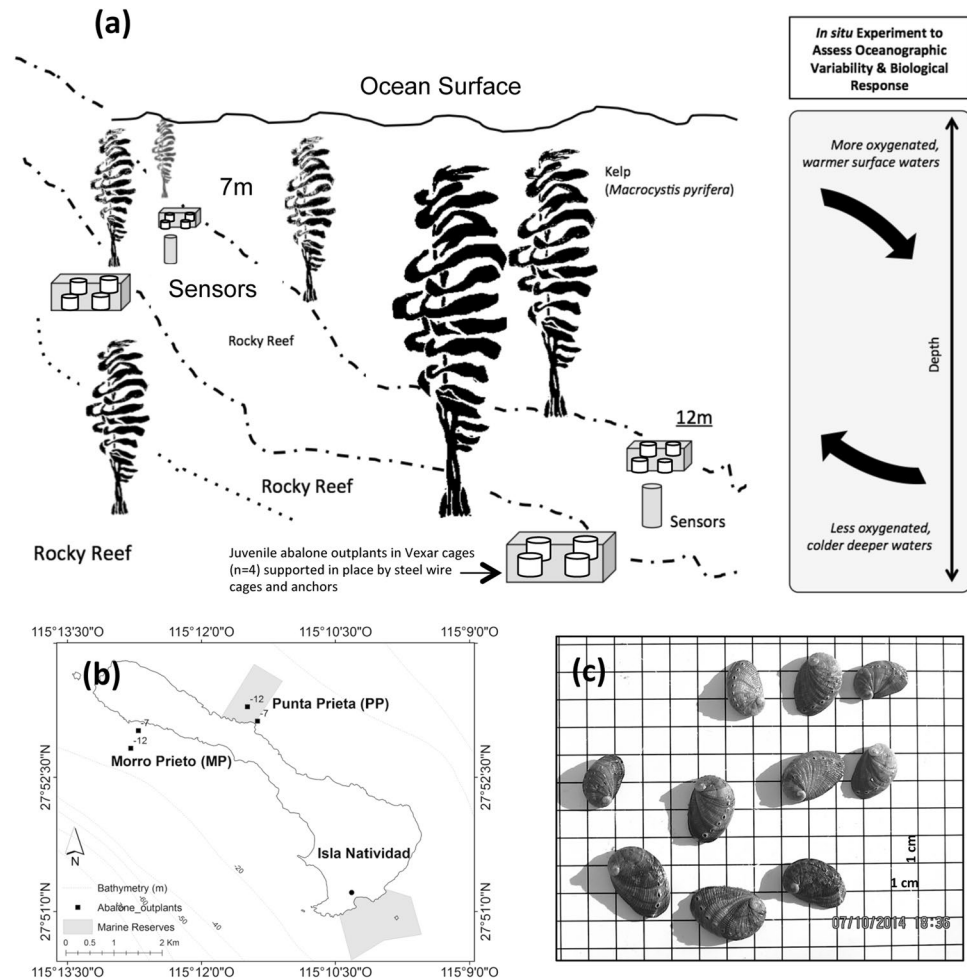 (a)
In situ Experiment to
Assess Oceanographic
Variability & Biological
Response
Ocean Surface
More oxygenated,
warmer surface waters
Kelp
(Macrocystis pyrifera)
7m
Sensors
Rocky Reef
Depth
12m
Rocky Reef
Sensors
Less oxygenated,
colder deeper waters
Rocky Reef
Juvenile abalone outplants in Vexar cages
(n=4) supported in place by steel wire
cages and anchors
115°13'30"O
115°12'0"O
115°10'30"O
115°9'0"O
(b)
-12
Punta Prieta (PP)
-7
-7
-12
Morro Prieto (MP)
27°52'30"N
27°52'30"N
Isla Natividad
N
-20
Bathymetry (m)
Abalone_outplants
Marine Reserves
-60
-50
-40
0 0.5 1 2 Km
27°51'0"N
27°51'0"N
115°13'30"O
115°12'0"O
115°10'30"O
115°9'0"O
(c)
1 cm
1 cm
07/10/2014 18:36